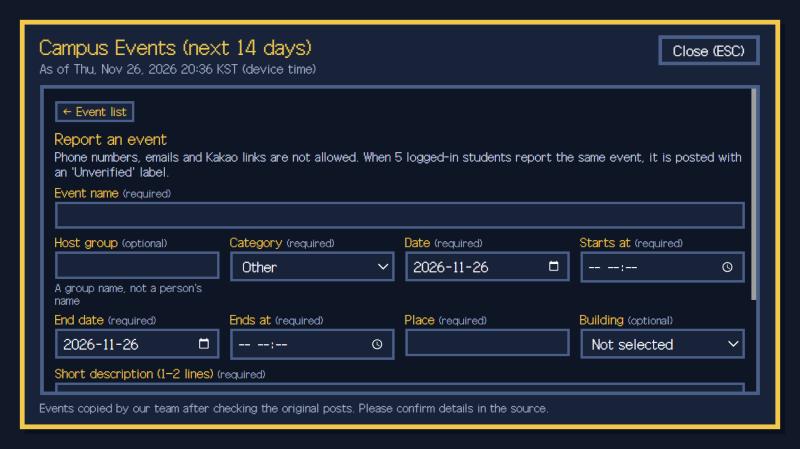 Campus Events (next 14 days)
Close (ESC)
As of Thu, Nov 26, 2026 20:36 KST (device time)
← Event list
Report an event
Phone numbers, emails and Kakao links are not allowed. When 5 logged-in students report the same event, it is posted with
an 'Unverified' label.
Event name (required)
Host group (optional)
Category (required)
Date (required)
Starts at (required)
Other
2026-11-26
-- --:--
A group name, not a person's
name
End date (required)
Ends at (required)
Place (required)
Building (optional)
2026-11-26
-- --:--
Not selected
Short description (1-2 lines) (required)
Events copied by our team after checking the original posts. Please confirm details in the source.